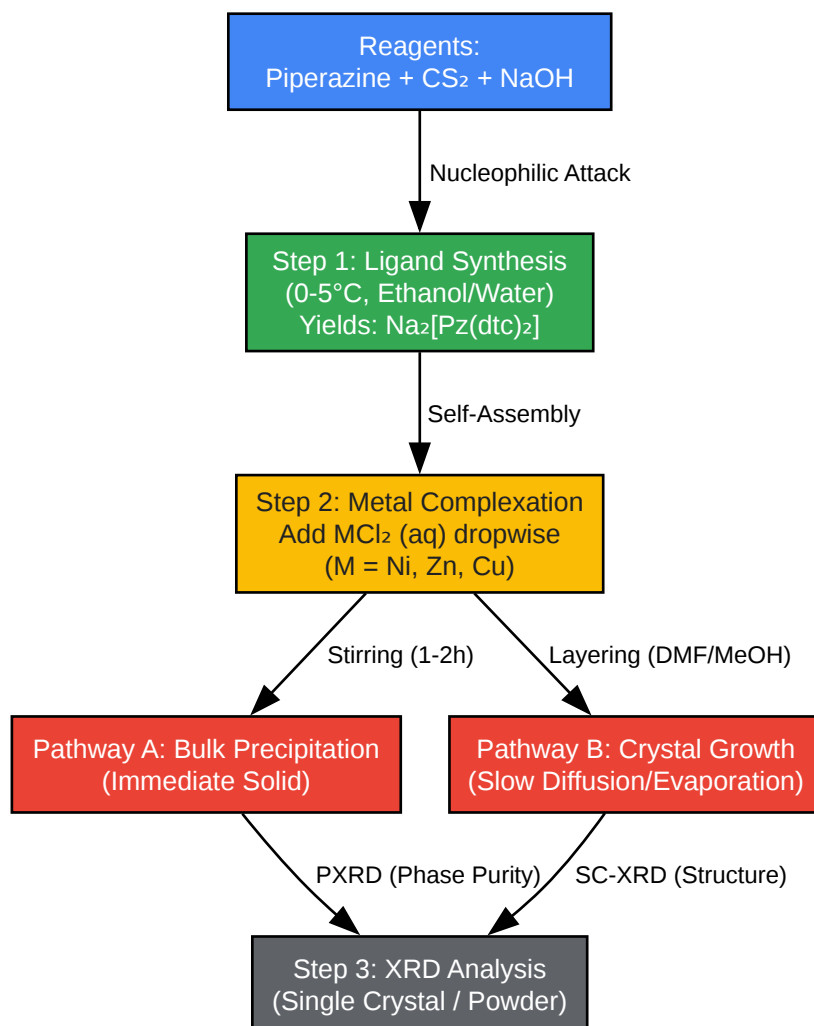 Reagents:
Piperazine + CS₂ + NaOH
Nucleophilic Attack
Step 1: Ligand Synthesis
(0-5°C, Ethanol/Water)
Yields: Na₂[Pz(dtc)₂]
Self-Assembly
Step 2: Metal Complexation
Add MCl₂ (aq) dropwise
(M = Ni, Zn, Cu)
Stirring (1-2h)
Layering (DMF/MeOH)
Pathway A: Bulk Precipitation
(Immediate Solid)
Pathway B: Crystal Growth
(Slow Diffusion/Evaporation)
PXRD (Phase Purity)
SC-XRD (Structure)
Step 3: XRD Analysis
(Single Crystal / Powder)